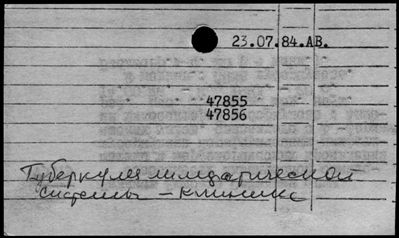 23.07.84.АВ.
47855
47856
Туберкулез лимфатической
системы - клиника